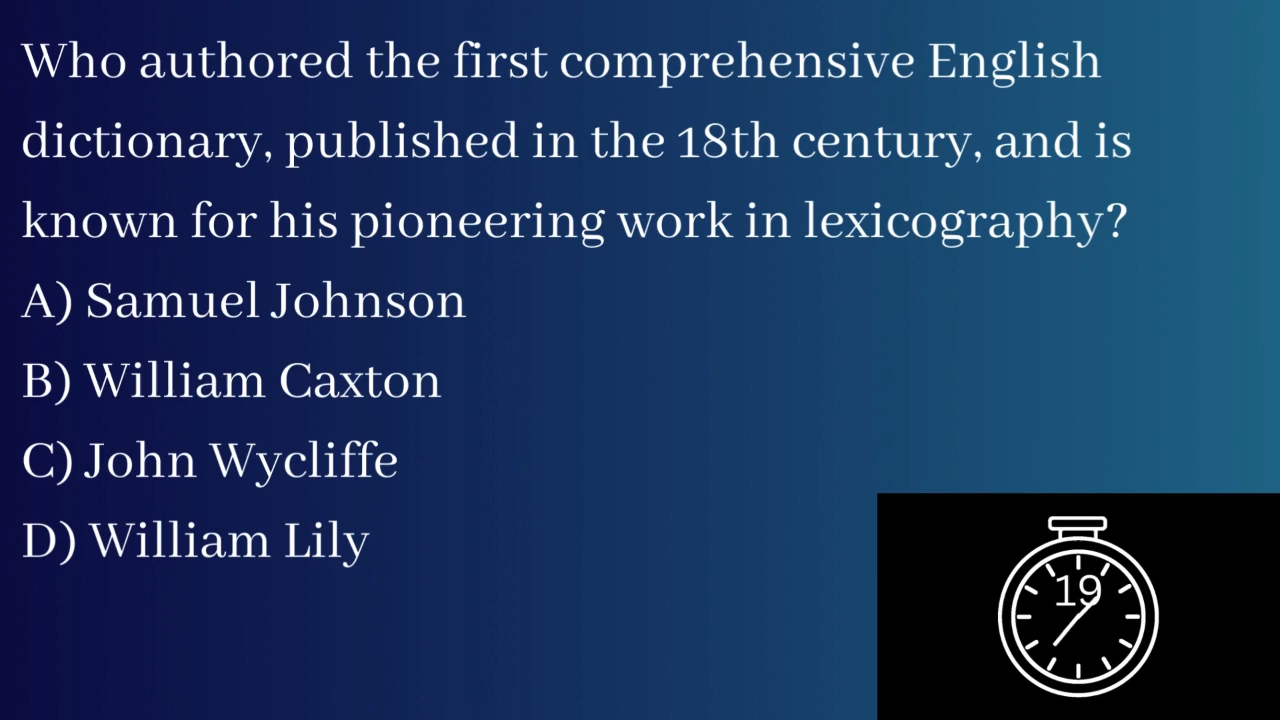 Who authored the first comprehensive English
dictionary, published in the 18th century, and is
known for his pioneering work in lexicography?
A) Samuel Johnson
B) William Caxton
C) John Wycliffe
D) William Lily
19